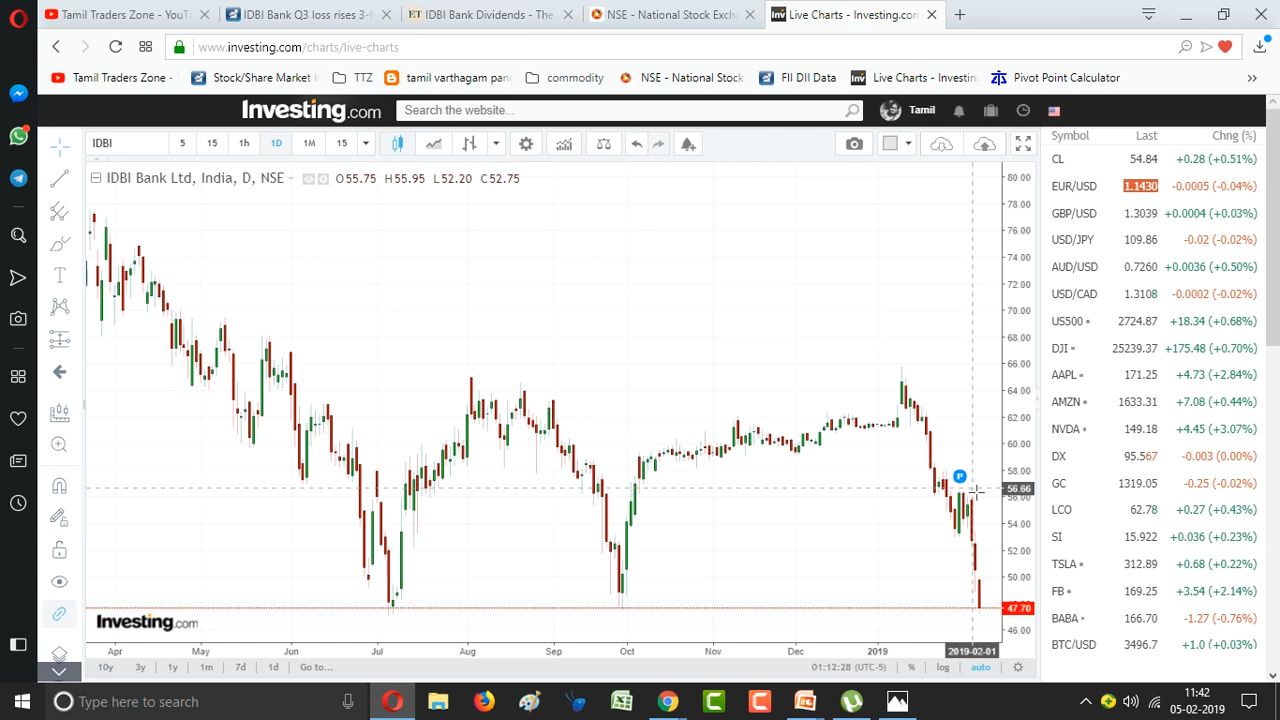 Tamil Traders Zone - YouT
IDBI Bank Q3 loss rises 3-f
ET IDBI Bank Dividends - The
NSE - National Stock Exch
Inv Live Charts - Investing.com
www.investing.com/charts/live-charts
Tamil Traders Zone -
Stock/Share Market
TTZ
tamil varthagam pan
commodity
NSE - National Stock
FII DII Data
Inv Live Charts - Investin
Pivot Point Calculator
Investing.com
Search the website...
Tamil
IDBI
5
15
1h
1D
1M
15
IDBI Bank Ltd, India, D, NSE
O55.75 H55.95 L52.20 C52.75
80.00
78.00
76.00
74.00
72.00
70.00
68.00
66.00
64.00
62.00
60.00
58.00
56.66
56.00
54.00
52.00
50.00
47.70
46.00
P
Investing.com
Apr May Jun Jul Aug Sep Oct Nov Dec 2019 2019-02-01
10y 3y 1y 1m 7d 1d Go to...
01:12:28 (UTC-5) % log auto
Symbol Last Chng (%)
CL 54.84 +0.28 (+0.51%)
EUR/USD 1.1430 -0.0005 (-0.04%)
GBP/USD 1.3039 +0.0004 (+0.03%)
USD/JPY 109.86 -0.02 (-0.02%)
AUD/USD 0.7260 +0.0036 (+0.50%)
USD/CAD 1.3108 -0.0002 (-0.02%)
US500 2724.87 +18.34 (+0.68%)
DJI 25239.37 +175.48 (+0.70%)
AAPL 171.25 +4.73 (+2.84%)
AMZN 1633.31 +7.08 (+0.44%)
NVDA 149.18 +4.45 (+3.07%)
DX 95.567 -0.003 (0.00%)
GC 1319.05 -0.25 (-0.02%)
LCO 62.78 +0.27 (+0.43%)
SI 15.922 +0.036 (+0.23%)
TSLA 312.89 +0.68 (+0.22%)
FB 169.25 +3.54 (+2.14%)
BABA 166.70 -1.27 (-0.76%)
BTC/USD 3496.7 +1.0 (+0.03%)
Type here to search
11:42
05-02-2019